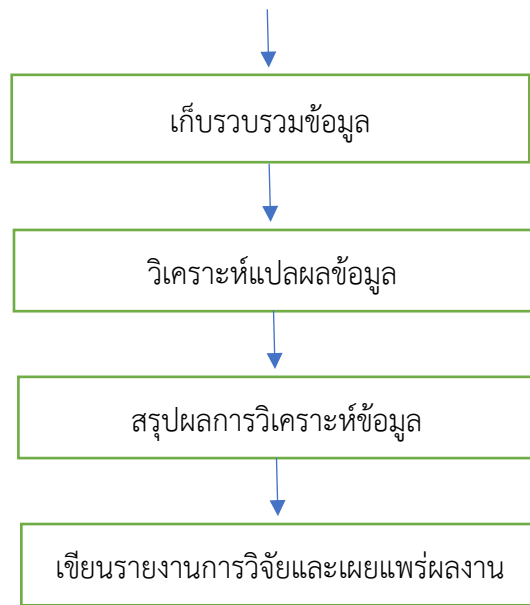 เก็บรวบรวมข้อมูล
วิเคราะห์แปลผลข้อมูล
สรุปผลการวิเคราะห์ข้อมูล
เขียนรายงานการวิจัยและเผยแพร่ผลงาน